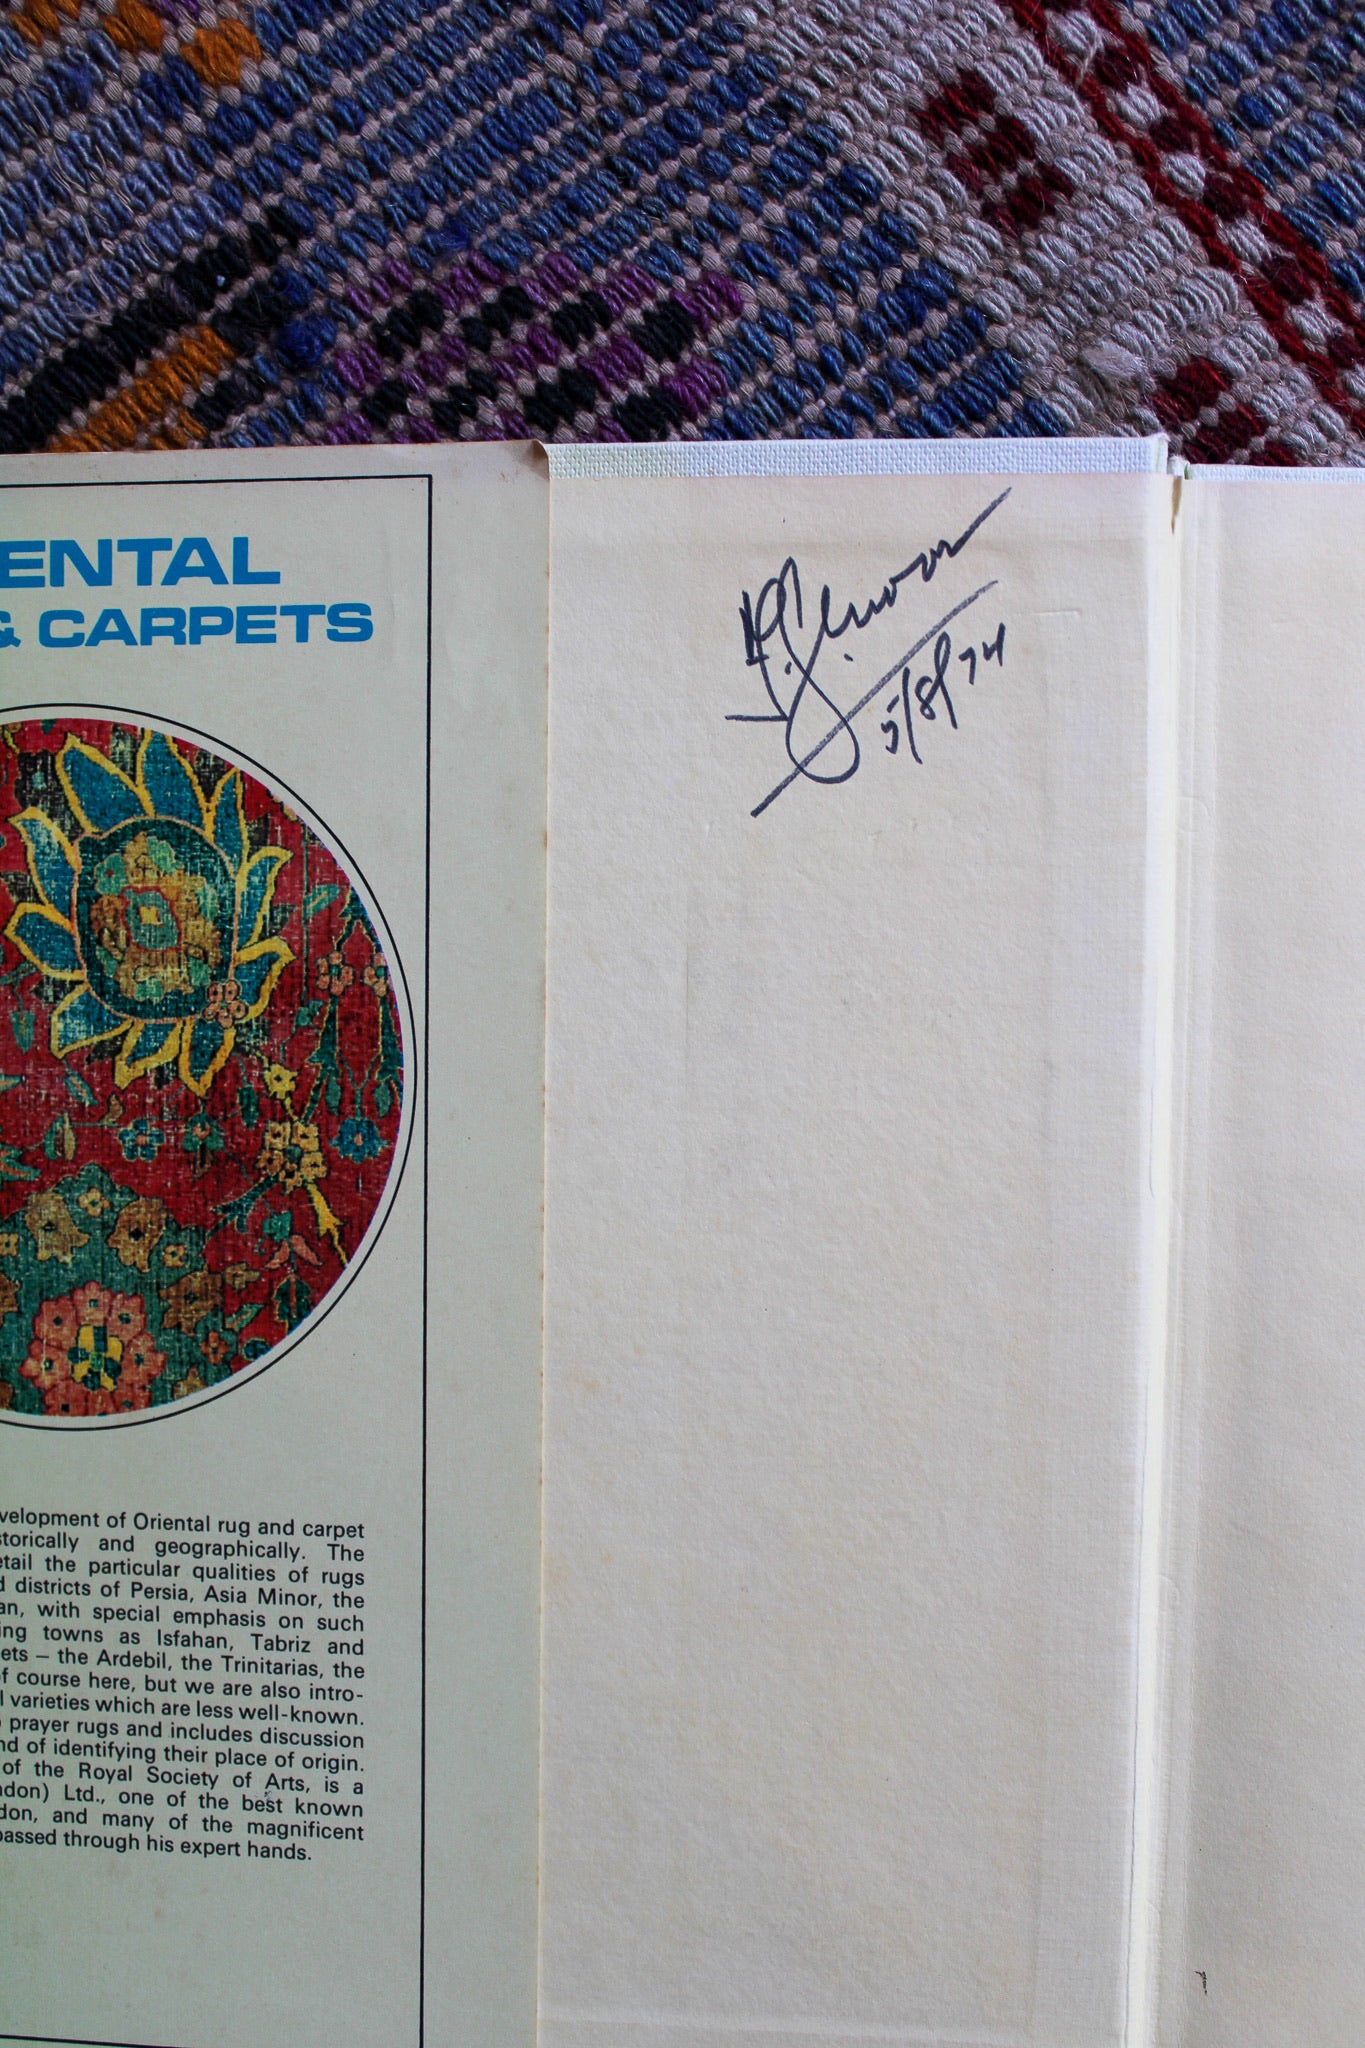 ENTAL
& CARPETS
velopment of Oriental rug and carpet
storically and geographically. The
etail the particular qualities of rugs
d districts of Persia, Asia Minor, the
an, with special emphasis on such
ing towns as Isfahan, Tabriz and
ets – the Ardebil, the Trinitarias, the
f course here, but we are also intro-
l varieties which are less well-known.
prayer rugs and includes discussion
nd of identifying their place of origin.
of the Royal Society of Arts, is a
don) Ltd., one of the best known
don, and many of the magnificent
passed through his expert hands.
5/8/74